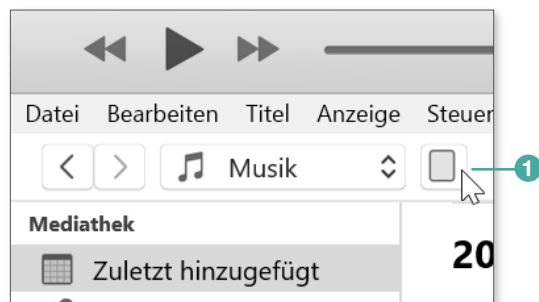 Datei Bearbeiten Titel Anzeige Steuer
Musik
1
Mediathek
Zuletzt hinzugefügt
20